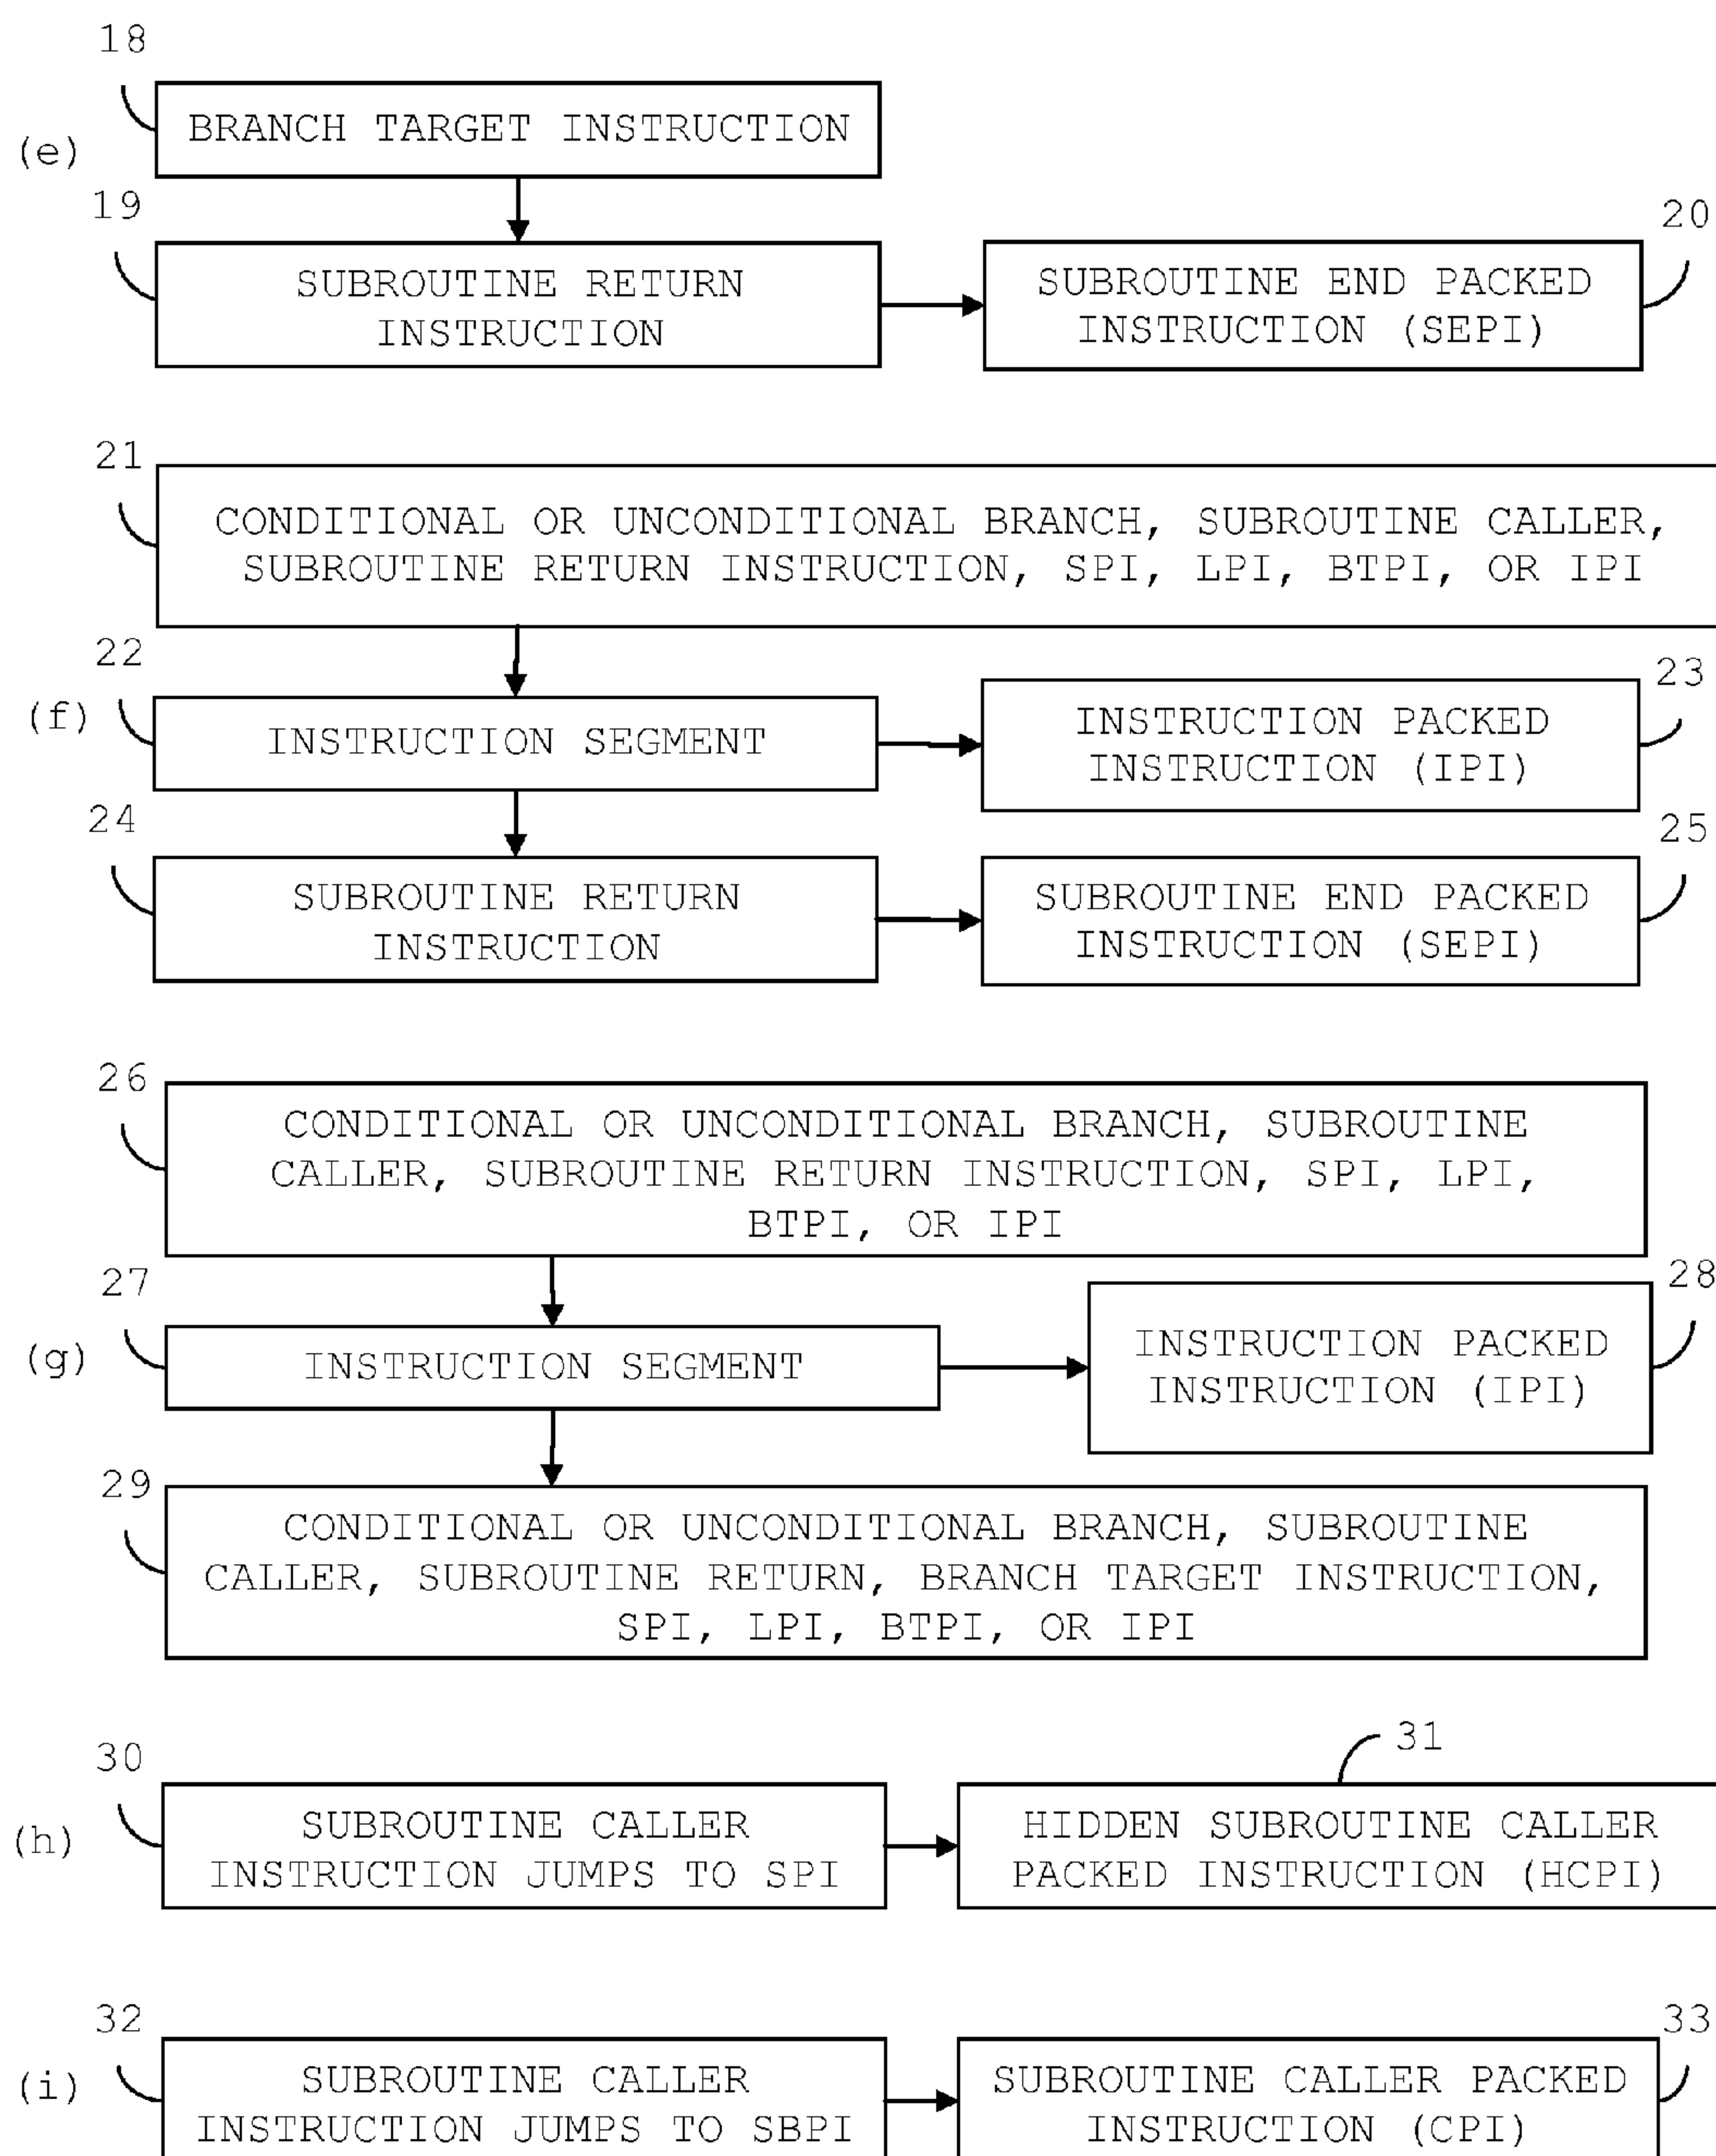 18
BRANCH TARGET INSTRUCTION
(e)
19
20
SUBROUTINE RETURN
INSTRUCTION
SUBROUTINE END PACKED
INSTRUCTION (SEPI)
21
CONDITIONAL OR UNCONDITIONAL BRANCH, SUBROUTINE CALLER,
SUBROUTINE RETURN INSTRUCTION, SPI, LPI, BTPI, OR IPI
22
23
(f)
INSTRUCTION SEGMENT
INSTRUCTION PACKED
INSTRUCTION (IPI)
24
25
SUBROUTINE RETURN
INSTRUCTION
SUBROUTINE END PACKED
INSTRUCTION (SEPI)
26
CONDITIONAL OR UNCONDITIONAL BRANCH, SUBROUTINE
CALLER, SUBROUTINE RETURN INSTRUCTION, SPI, LPI,
BTPI, OR IPI
27
28
(g)
INSTRUCTION SEGMENT
INSTRUCTION PACKED
INSTRUCTION (IPI)
29
CONDITIONAL OR UNCONDITIONAL BRANCH, SUBROUTINE
CALLER, SUBROUTINE RETURN, BRANCH TARGET INSTRUCTION,
SPI, LPI, BTPI, OR IPI
30
31
(h)
SUBROUTINE CALLER
INSTRUCTION JUMPS TO SPI
HIDDEN SUBROUTINE CALLER
PACKED INSTRUCTION (HCPI)
32
33
(i)
SUBROUTINE CALLER
INSTRUCTION JUMPS TO SBPI
SUBROUTINE CALLER PACKED
INSTRUCTION (CPI)